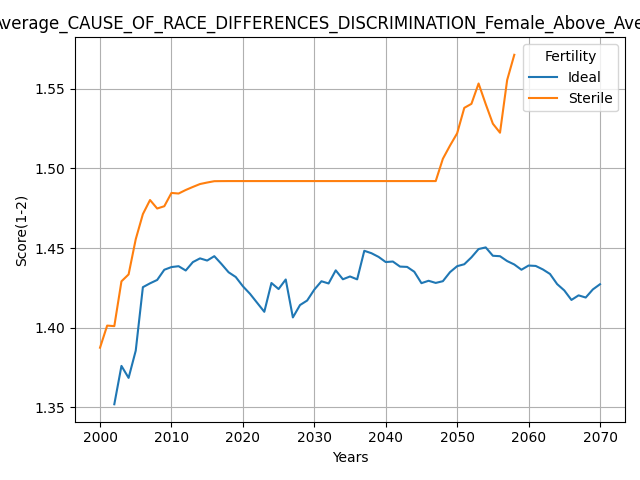 Average_CAUSE_OF_RACE_DIFFERENCES_DISCRIMINATION_Female_Above_Ave
Fertility
Ideal
Sterile
Score(1-2)
1.55
1.50
1.45
1.40
1.35
2000 2010 2020 2030 2040 2050 2060 2070
Years